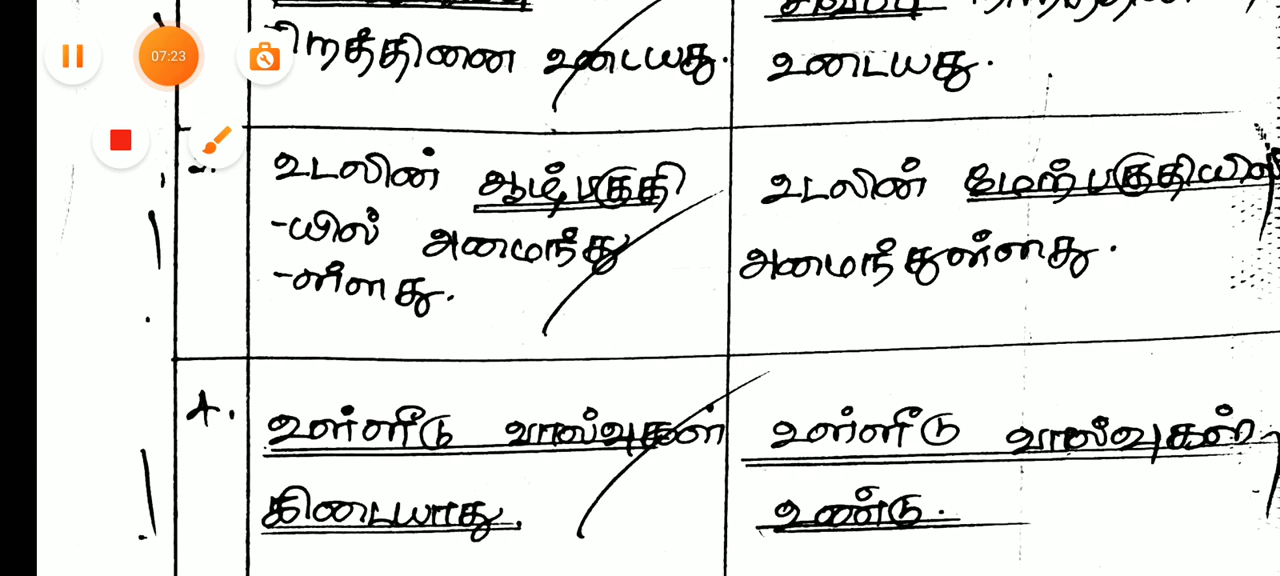 07:23
நிறத்தினை உடையது.
உடையது.
உடலின் ஆழ்பகுதி
-யில் அமைந்து
-ள்ளது.
உடலின் மேற்பகுதியில்
அமைந்துள்ளது.
4.
உள்ளீடு வால்வுகள்
கிடையாது.
உள்ளீடு வால்வுகள்
உண்டு.